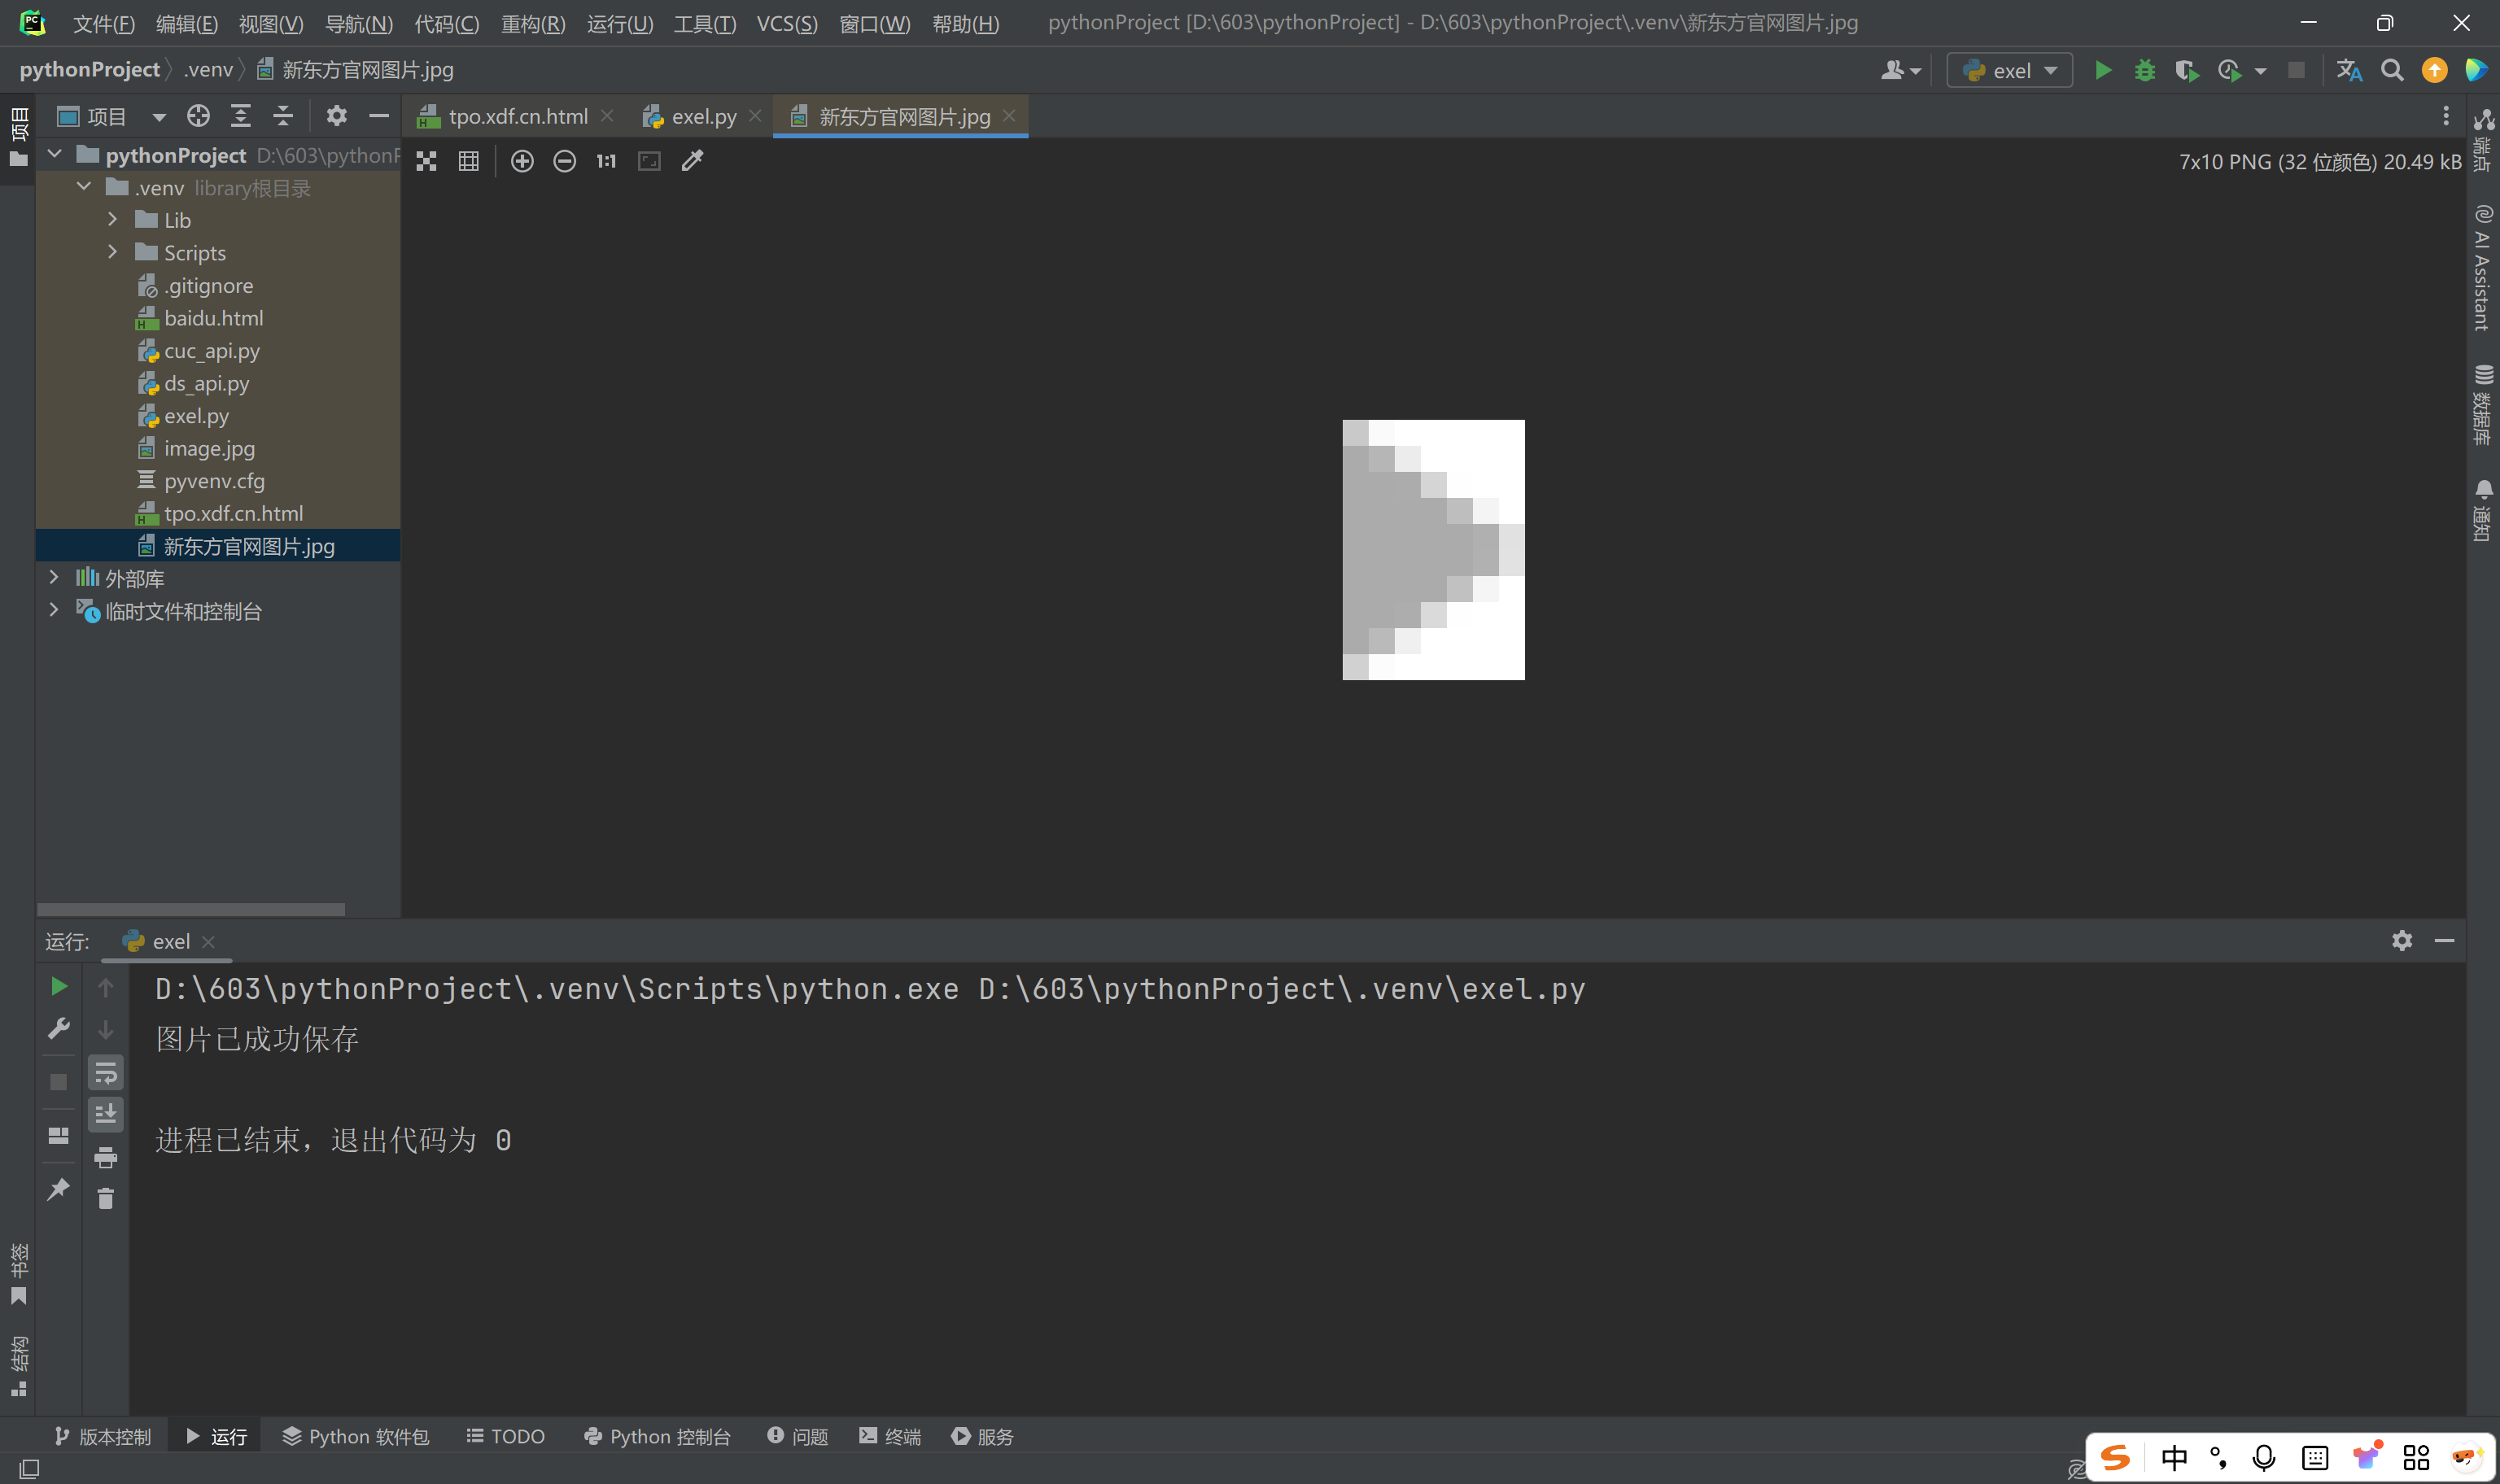 文件(F) 编辑(E) 视图(V) 导航(N) 代码(C) 重构(R) 运行(U) 工具(T) VCS(S) 窗口(W) 帮助(H) pythonProject [D:\603\pythonProject] - D:\603\pythonProject\.venv\新东方官网图片.jpg
pythonProject .venv 新东方官网图片.jpg exel
项目 tpo.xdf.cn.html exel.py 新东方官网图片.jpg
1:1 7x10 PNG (32 位颜色) 20.49 kB
pythonProject D:\603\pythonP
.venv library根目录
Lib
Scripts
.gitignore
baidu.html
cuc_api.py
ds_api.py
exel.py
image.jpg
pyvenv.cfg
tpo.xdf.cn.html
新东方官网图片.jpg
外部库
临时文件和控制台
项目
书签
结构
端点
AI Assistant
数据库
通知
运行: exel
D:\603\pythonProject\.venv\Scripts\python.exe D:\603\pythonProject\.venv\exel.py
图片已成功保存
进程已结束，退出代码为 0
版本控制 运行 Python 软件包 TODO Python 控制台 问题 终端 服务
中